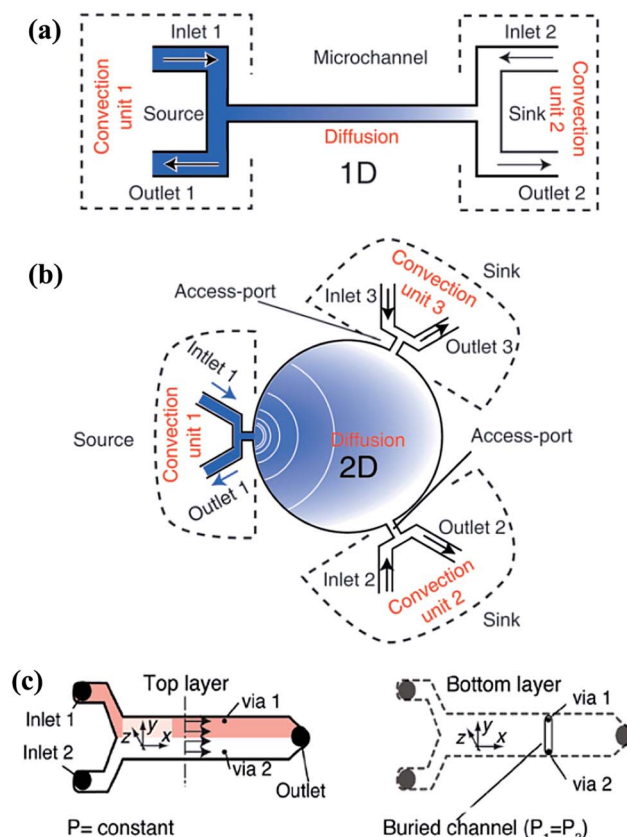 (a)
Inlet 1
Inlet 2
Microchannel
Convection
unit 1
Source
Sink
Convection
unit 2
Diffusion
1D
Outlet 1
Outlet 2
(b)
Sink
Convection
unit 3
Inlet 3
Access-port
Outlet 3
Intlet 1
Convection
unit 1
Source
Diffusion
2D
Access-port
Outlet 1
Outlet 2
Inlet 2
Convection
unit 2
Sink
(c)
Top layer
Bottom layer
Inlet 1
via 1
via 1
y
z
x
y
z
x
Inlet 2
via 2
via 2
Outlet
P= constant
Buried channel (P1=P2)